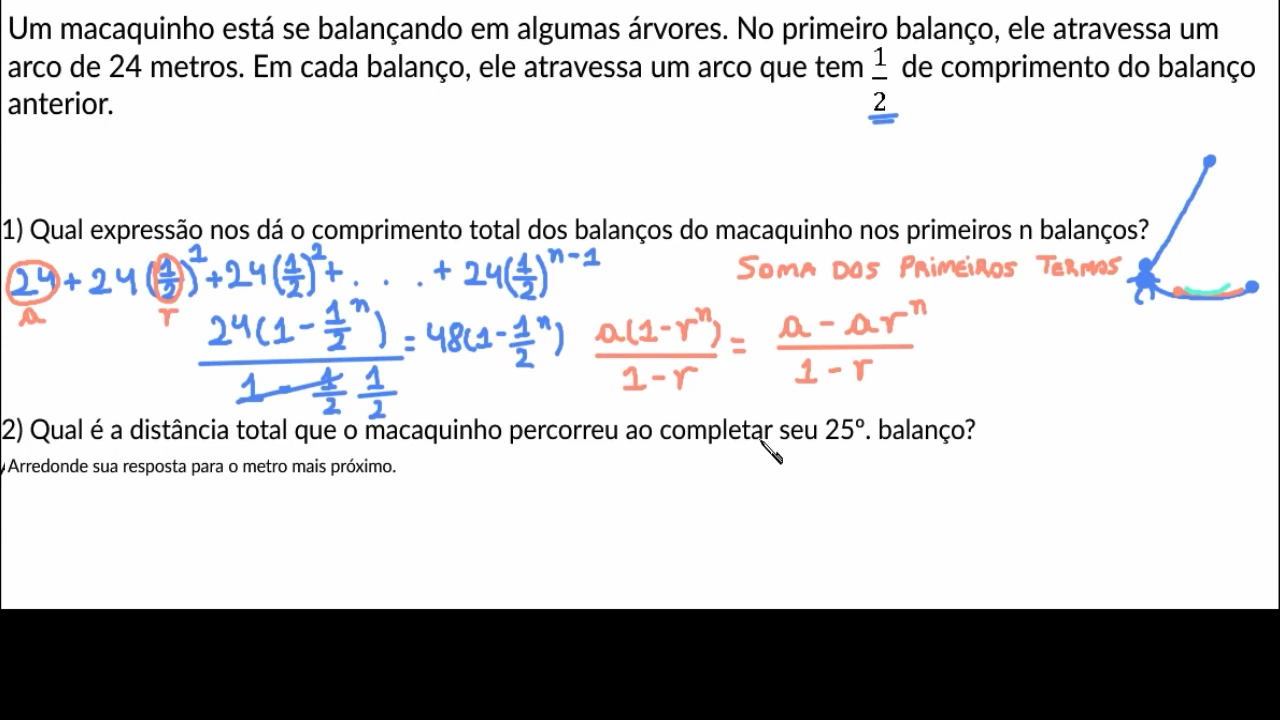 Um macaquinho está se balançando em algumas árvores. No primeiro balanço, ele atravessa um
arco de 24 metros. Em cada balanço, ele atravessa um arco que tem 1/2 de comprimento do balanço
anterior.
1) Qual expressão nos dá o comprimento total dos balanços do macaquinho nos primeiros n balanços?
24 + 24(1/2)^1 + 24(1/2)^2 + . . . + 24(1/2)^n-1
SOMA DOS PRIMEIROS TERMOS
a r
24(1 - 1/2^n) / 1 - 1/2 1/2 = 48(1 - 1/2^n)
a(1-r^n) / 1-r = a - ar^n / 1-r
2) Qual é a distância total que o macaquinho percorreu ao completar seu 25º. balanço?
Arredonde sua resposta para o metro mais próximo.